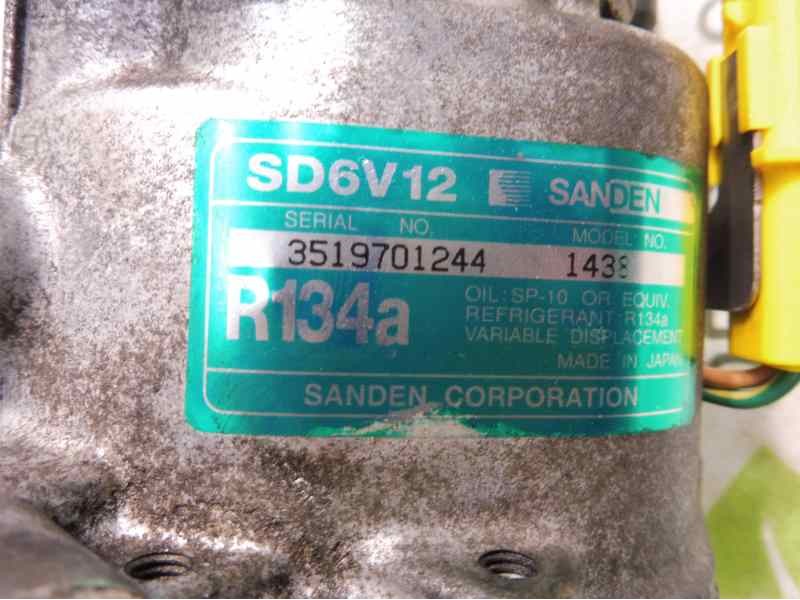 SD6V12 SANDEN
SERIAL NO. MODEL NO.
3519701244 1438
R134a
OIL: SP-10 OR EQUIV.
REFRIGERANT: R134a
VARIABLE DISPLACEMENT
MADE IN JAPAN
SANDEN CORPORATION